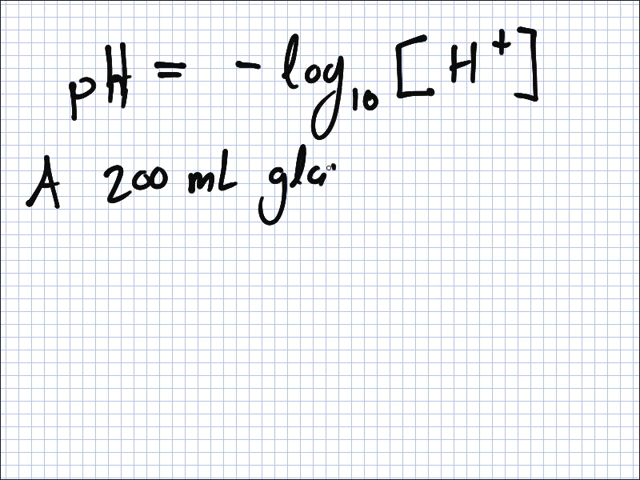 pH = - log₁₀ [H⁺]
A 200 mL gla